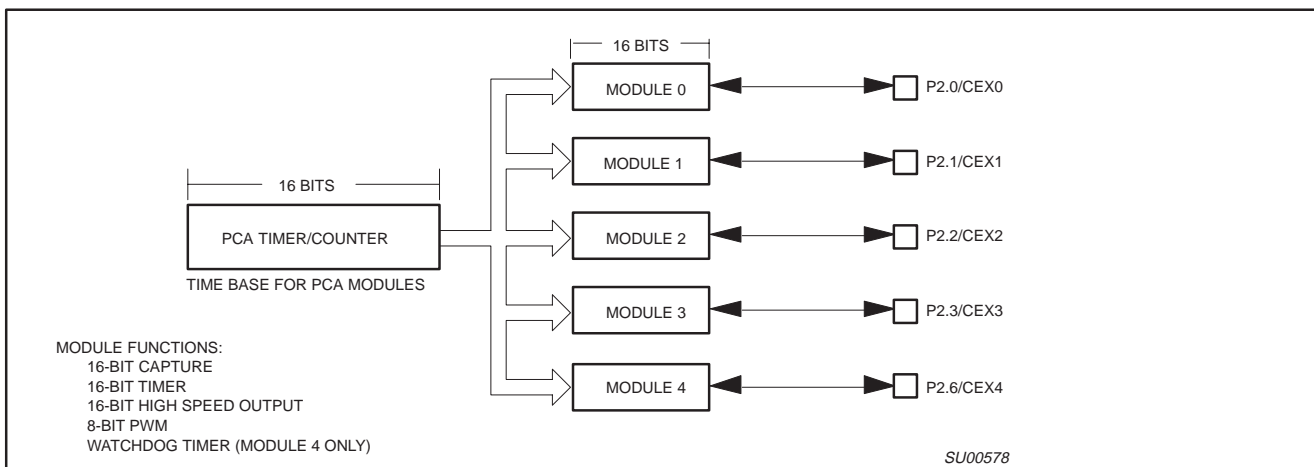 16 BITS
MODULE 0
P2.0/CEX0
MODULE 1
P2.1/CEX1
16 BITS
PCA TIMER/COUNTER
TIME BASE FOR PCA MODULES
MODULE 2
P2.2/CEX2
MODULE 3
P2.3/CEX3
MODULE 4
P2.6/CEX4
MODULE FUNCTIONS:
16-BIT CAPTURE
16-BIT TIMER
16-BIT HIGH SPEED OUTPUT
8-BIT PWM
WATCHDOG TIMER (MODULE 4 ONLY)
SU00578